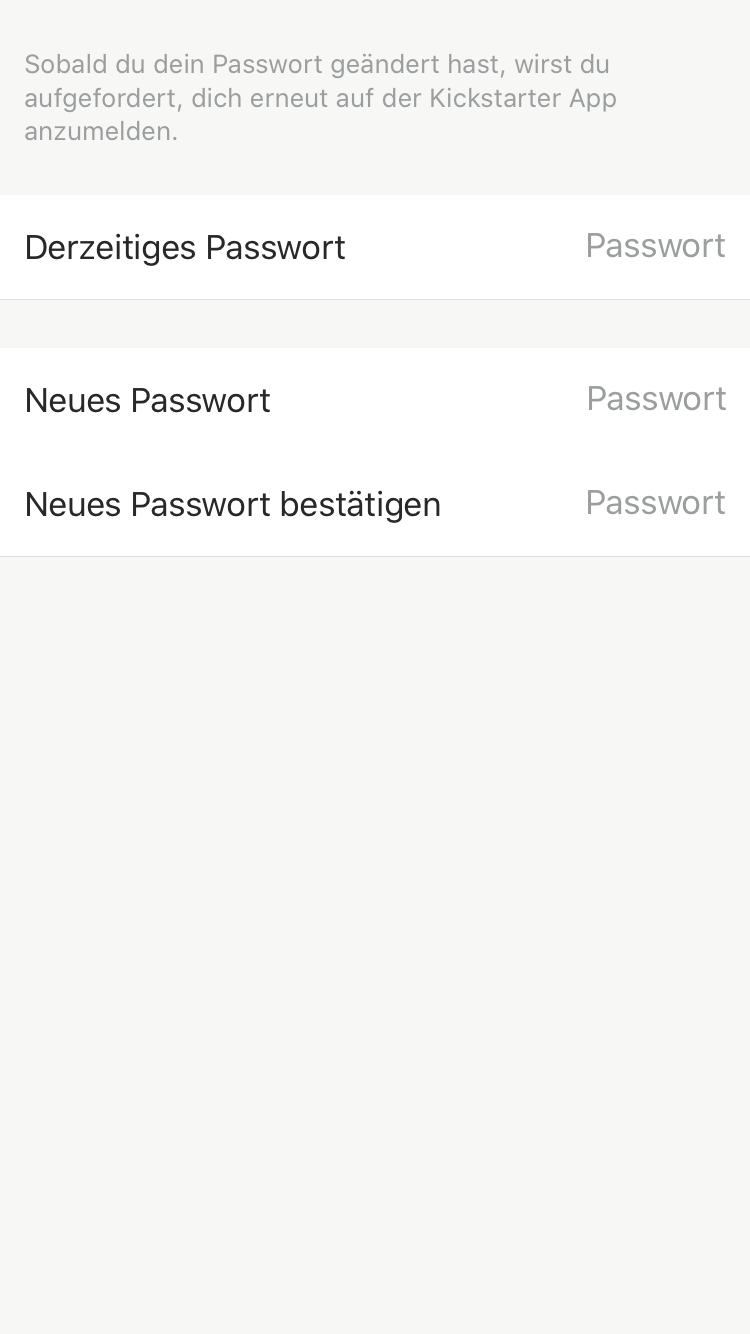 Sobald du dein Passwort geändert hast, wirst du
aufgefordert, dich erneut auf der Kickstarter App
anzumelden.
Derzeitiges Passwort Passwort
Neues Passwort Passwort
Neues Passwort bestätigen Passwort